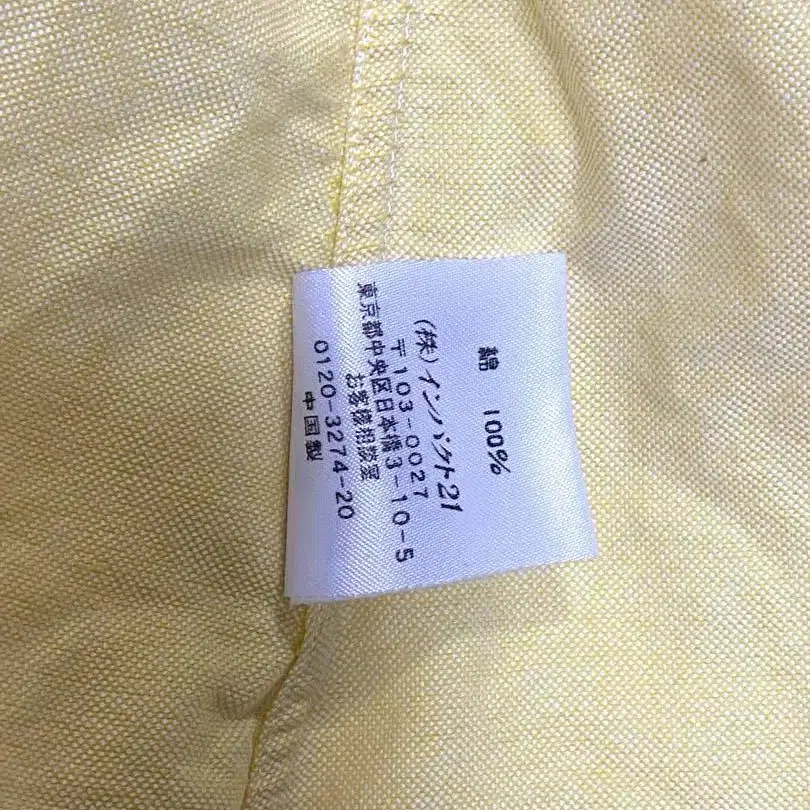 綿 100%
(株)インパクト21
〒103-0027
東京都中央区日本橋3-10-5
お客様相談室
0120-3274-20
中国製